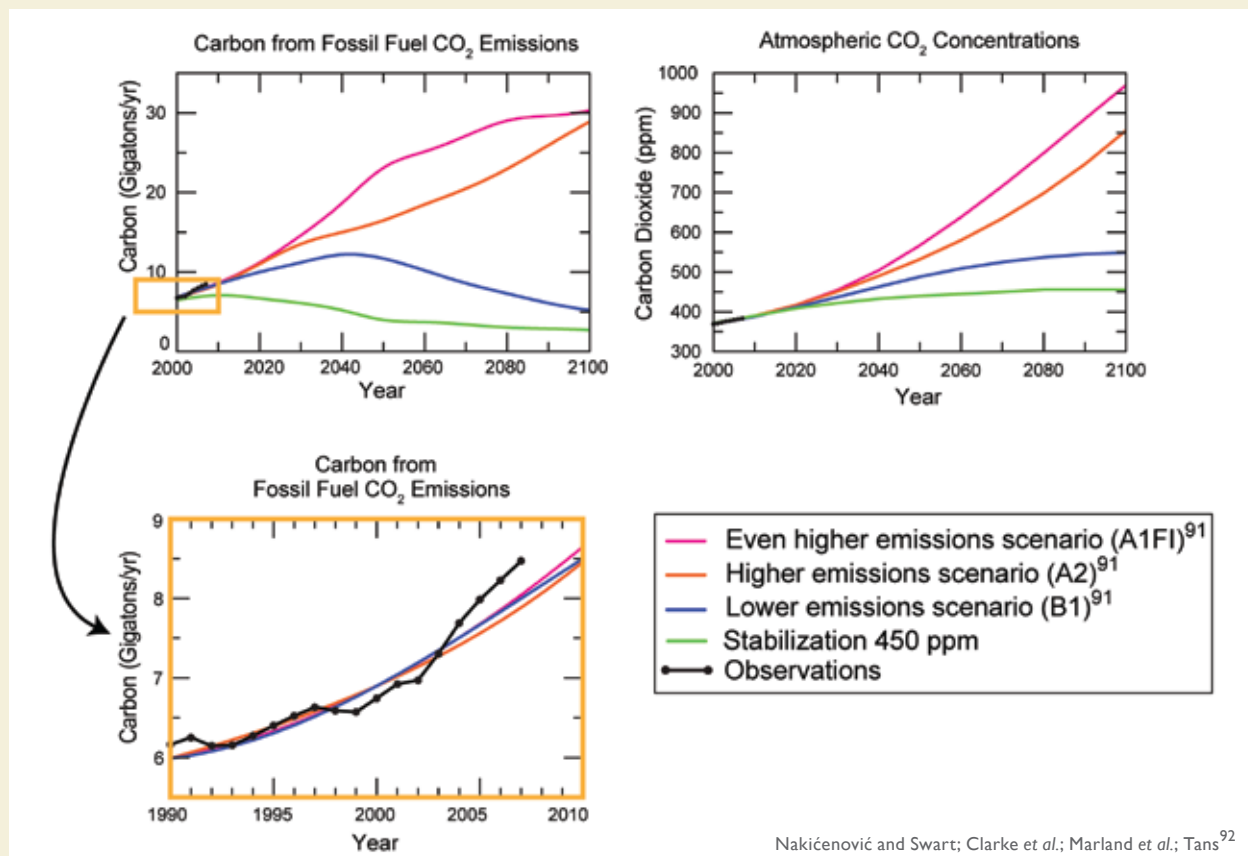 Carbon from Fossil Fuel CO₂ Emissions
Carbon (Gigatons/yr)
30
20
10
0
2000 2020 2040 2060 2080 2100
Year
Atmospheric CO₂ Concentrations
Carbon Dioxide (ppm)
1000
900
800
700
600
500
400
300
2000 2020 2040 2060 2080 2100
Year
Carbon from
Fossil Fuel CO₂ Emissions
Carbon (Gigatons/yr)
9
8
7
6
1990 1995 2000 2005 2010
Year
Even higher emissions scenario (A1FI)⁹¹
Higher emissions scenario (A2)⁹¹
Lower emissions scenario (B1)⁹¹
Stabilization 450 ppm
Observations
Nakićenović and Swart; Clarke et al.; Marland et al.; Tans⁹²